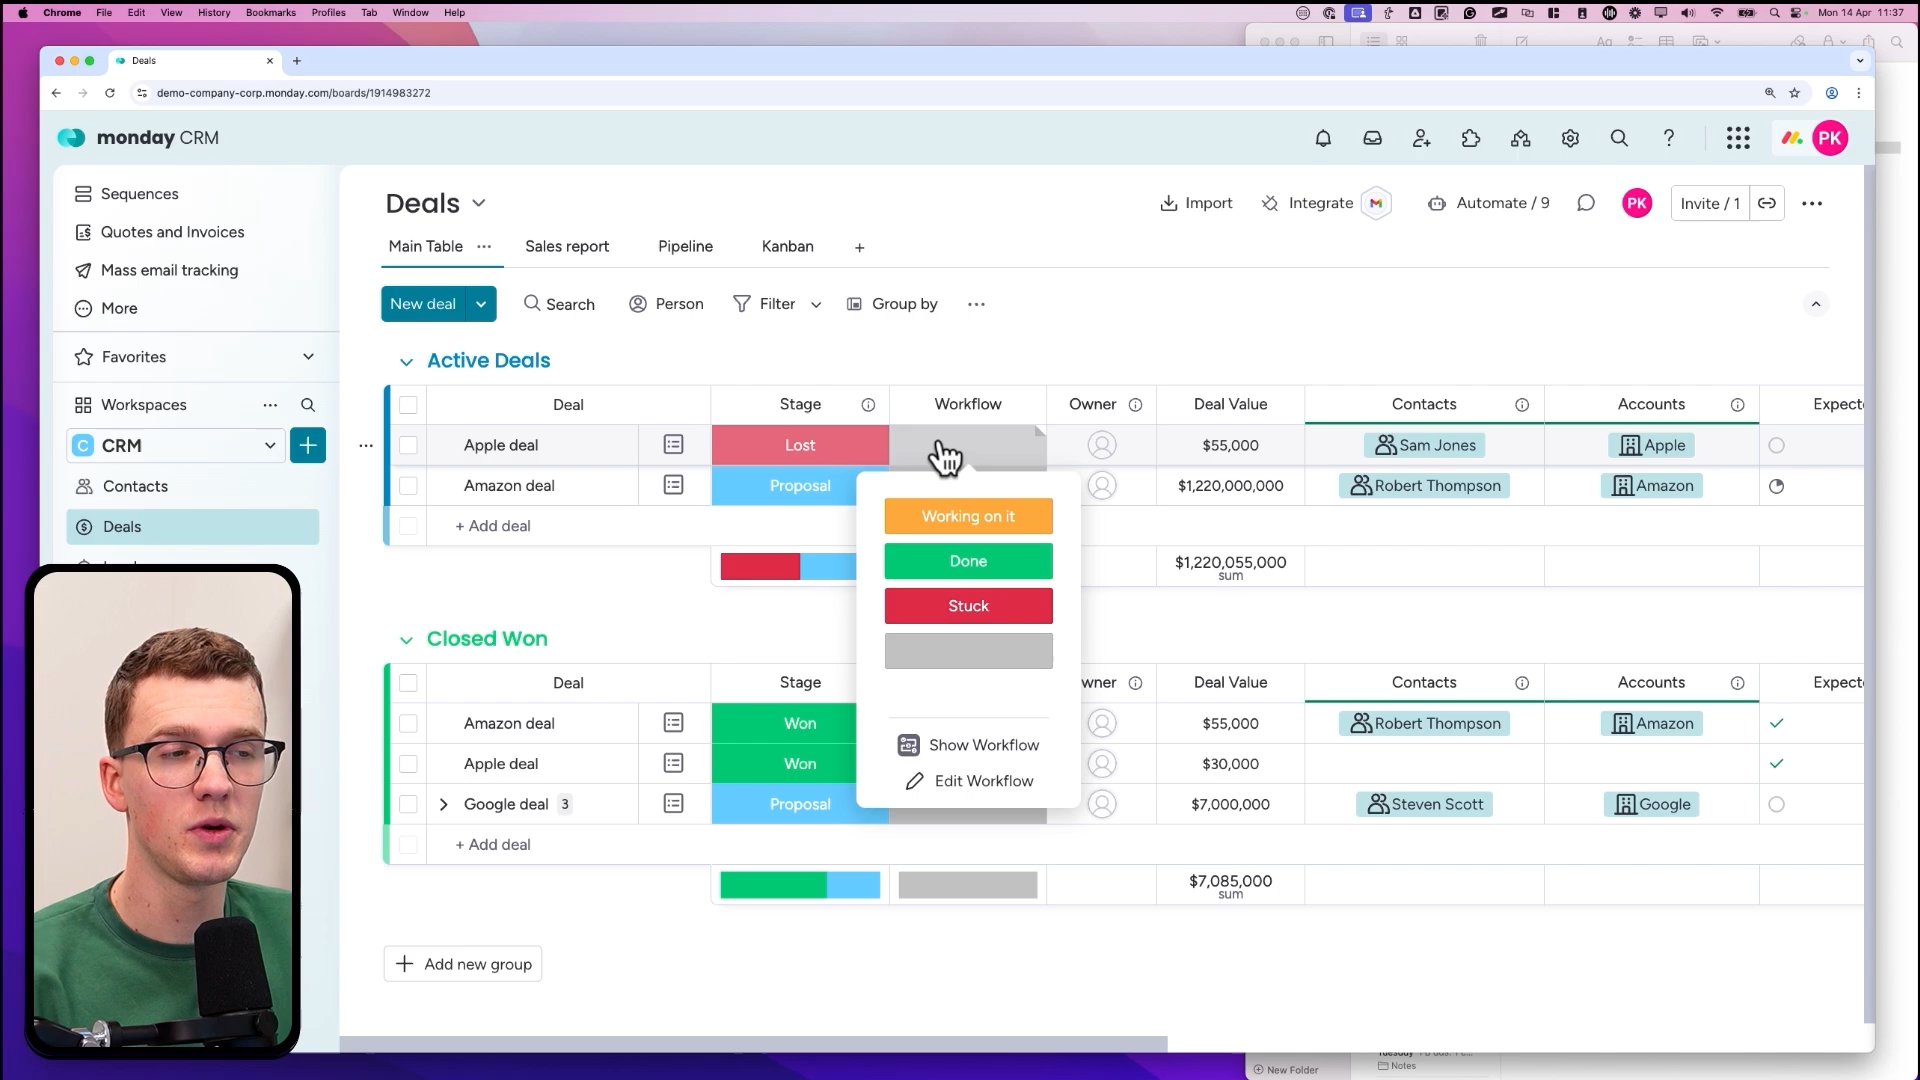 Chrome File Edit View History Bookmarks Profiles Tab Window Help Mon 14 Apr 11:37
Deals
demo-company-corp.monday.com/boards/1914983272
monday CRM
PK
Sequences
Quotes and Invoices
Mass email tracking
More
Favorites
Workspaces
C CRM
Contacts
Deals
Deals
Import Integrate Automate / 9 PK Invite / 1
Main Table Sales report Pipeline Kanban
New deal Search Person Filter Group by
Active Deals
Deal Stage Workflow Owner Deal Value Contacts Accounts Expecte
Apple deal Lost $55,000 Sam Jones Apple
Amazon deal Proposal $1,220,000,000 Robert Thompson Amazon
+ Add deal
$1,220,055,000
sum
Working on it
Done
Stuck
Show Workflow
Edit Workflow
Closed Won
Deal Stage wner Deal Value Contacts Accounts Expecte
Amazon deal Won $55,000 Robert Thompson Amazon
Apple deal Won $30,000
Google deal 3 Proposal $7,000,000 Steven Scott Google
+ Add deal
$7,085,000
sum
Add new group
Notes
New Folder